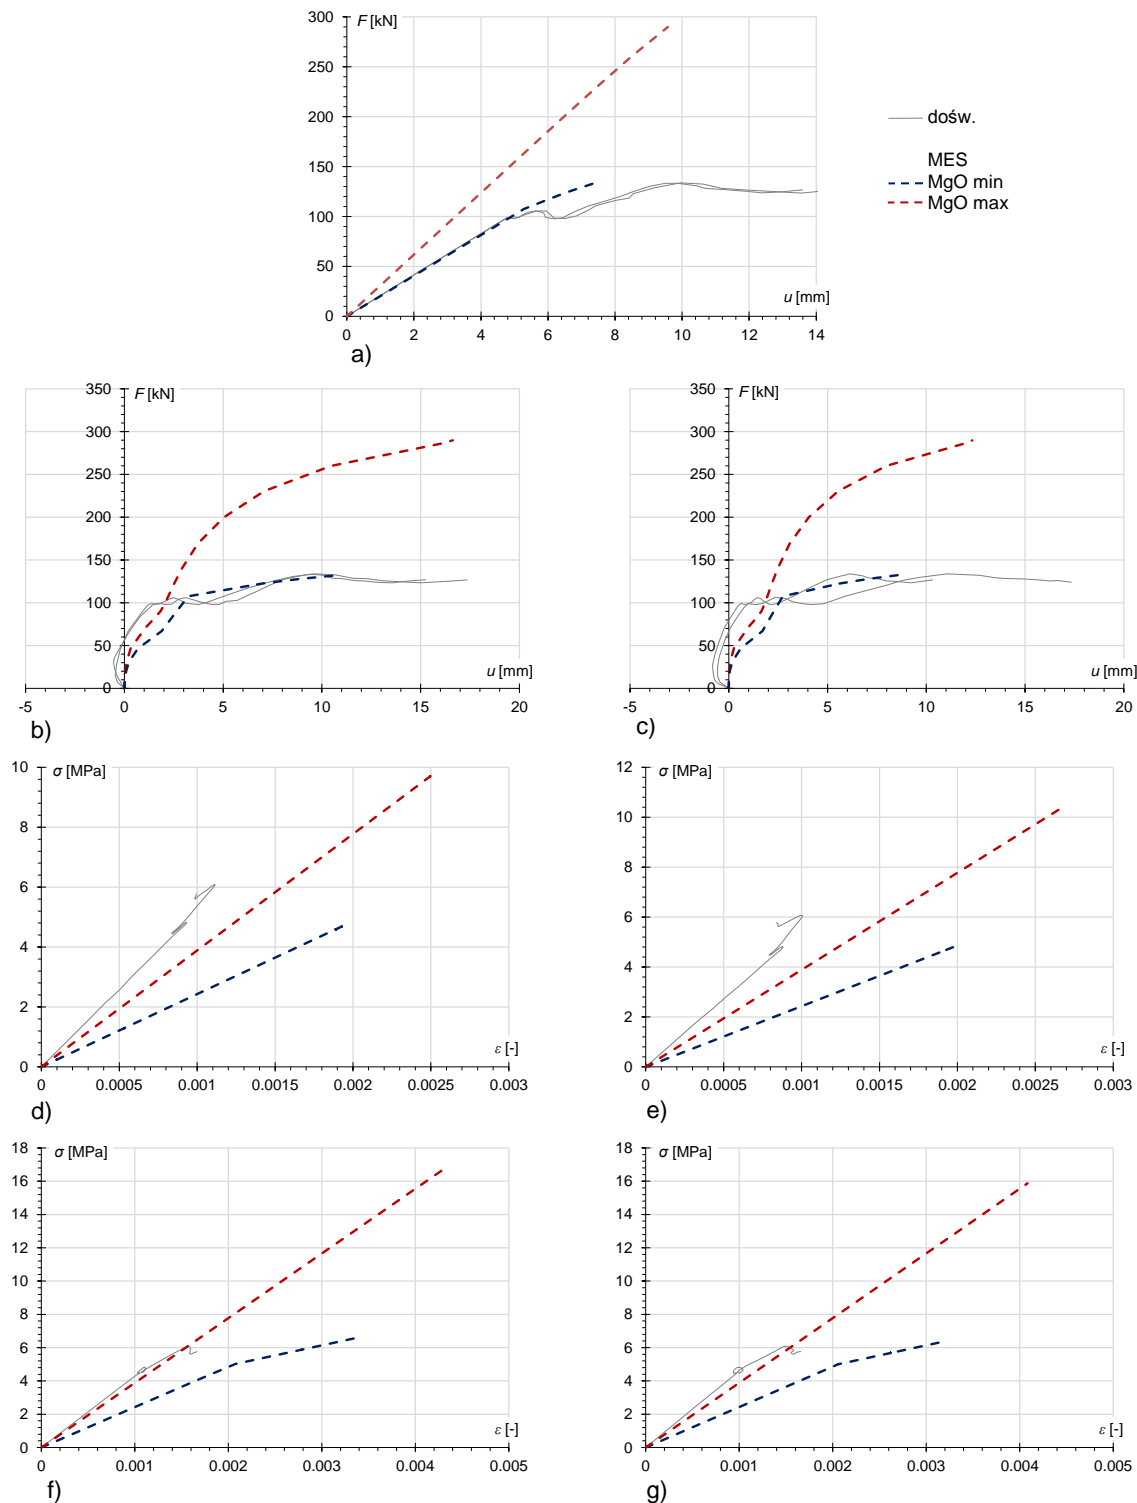 F [kN]
300
250
200
150
100
50
0
0 2 4 6 8 10 12 14
u [mm]
a)
dośw.
MES
MgO min
MgO max
F [kN]
350
300
250
200
150
100
50
0
-5 0 5 10 15 20
u [mm]
b)
F [kN]
350
300
250
200
150
100
50
0
-5 0 5 10 15 20
u [mm]
c)
σ [MPa]
10
8
6
4
2
0
0 0.0005 0.001 0.0015 0.002 0.0025 0.003
ε [-]
d)
σ [MPa]
12
10
8
6
4
2
0
0 0.0005 0.001 0.0015 0.002 0.0025 0.003
ε [-]
e)
σ [MPa]
18
16
14
12
10
8
6
4
2
0
0 0.001 0.002 0.003 0.004 0.005
ε [-]
f)
σ [MPa]
18
16
14
12
10
8
6
4
2
0
0 0.001 0.002 0.003 0.004 0.005
ε [-]
g)